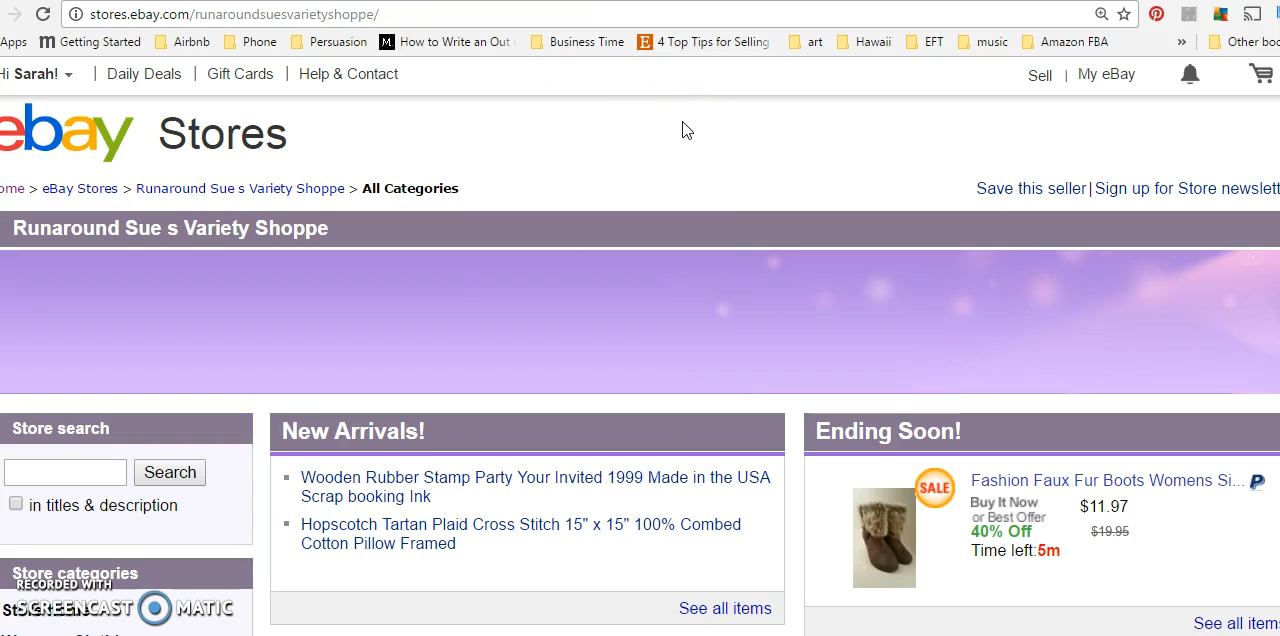 stores.ebay.com/runaroundsuesvarietyshoppe/
Apps Getting Started Airbnb Phone Persuasion How to Write an Out Business Time 4 Top Tips for Selling art Hawaii EFT music Amazon FBA » Other boo
Hi Sarah! | Daily Deals | Gift Cards | Help & Contact Sell | My eBay
ebay Stores
ome > eBay Stores > Runaround Sue s Variety Shoppe > All Categories Save this seller | Sign up for Store newslett
Runaround Sue s Variety Shoppe
Store search
Search
in titles & description
Store categories
New Arrivals!
Wooden Rubber Stamp Party Your Invited 1999 Made in the USA
Scrap booking Ink
Hopscotch Tartan Plaid Cross Stitch 15" x 15" 100% Combed
Cotton Pillow Framed
See all items
Ending Soon!
SALE
Fashion Faux Fur Boots Womens Si...
Buy It Now $11.97
or Best Offer
40% Off $19.95
Time left:5m
See all item
RECORDED WITH
SCREENCAST MATIC